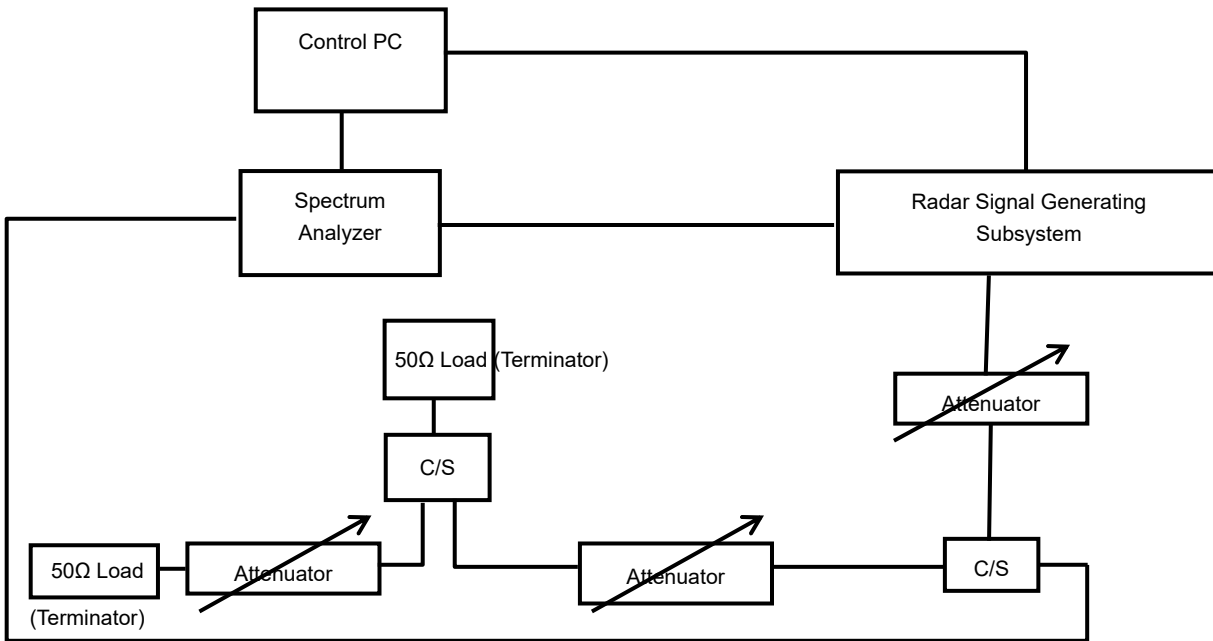 Control PC
Spectrum
Analyzer
Radar Signal Generating
Subsystem
50Ω Load (Terminator)
Attenuator
C/S
50Ω Load
(Terminator)
Attenuator
Attenuator
C/S